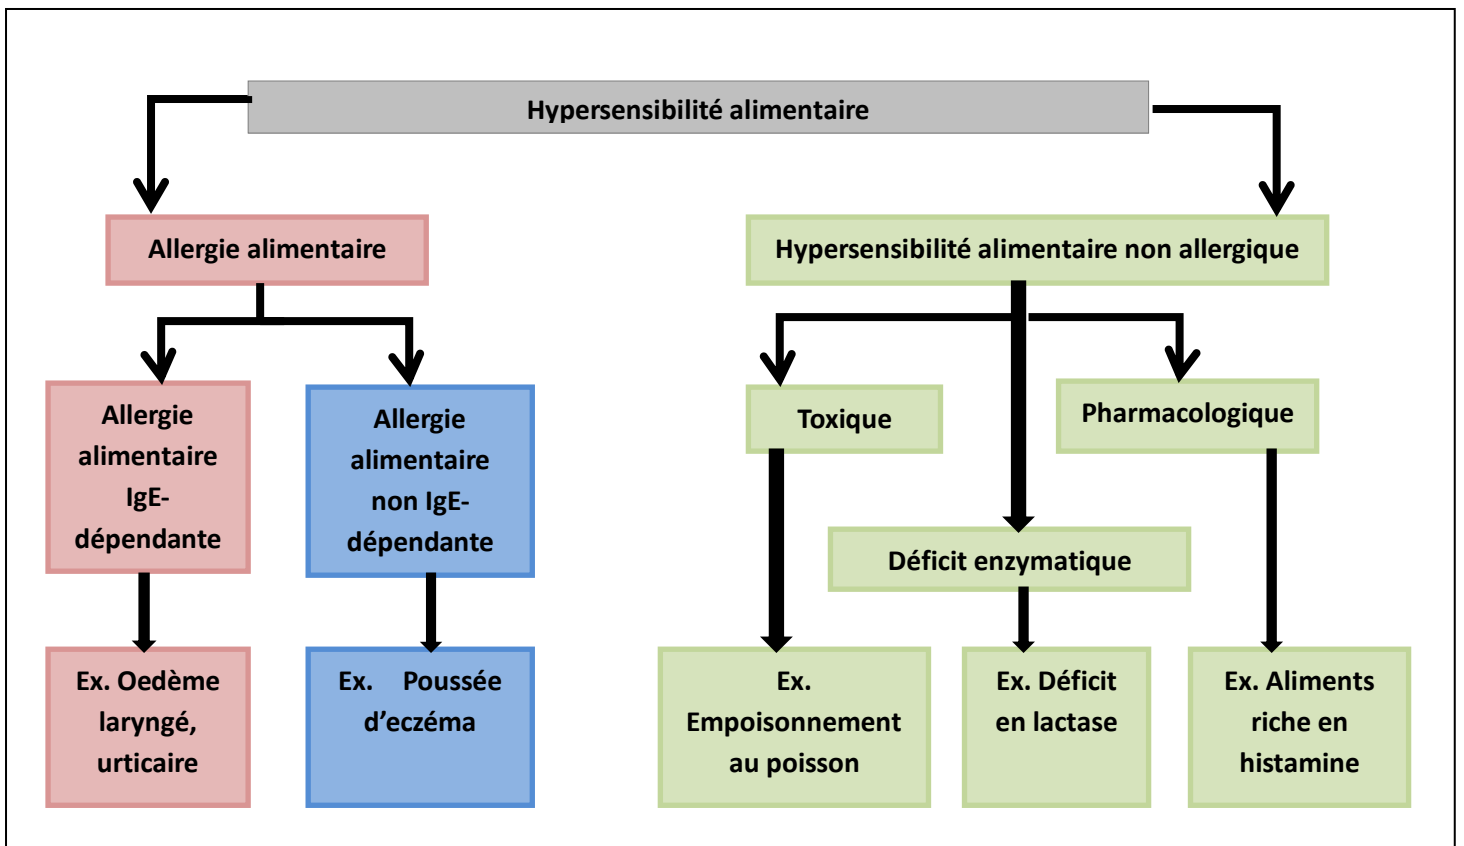 Hypersensibilité alimentaire
Allergie alimentaire
Hypersensibilité alimentaire non allergique
Allergie
alimentaire
IgE-
dépendante
Allergie
alimentaire
non IgE-
dépendante
Toxique
Pharmacologique
Déficit enzymatique
Ex. Oedème
laryngé,
urticaire
Ex. Poussée
d’eczéma
Ex.
Empoisonnement
au poisson
Ex. Déficit
en lactase
Ex. Aliments
riche en
histamine